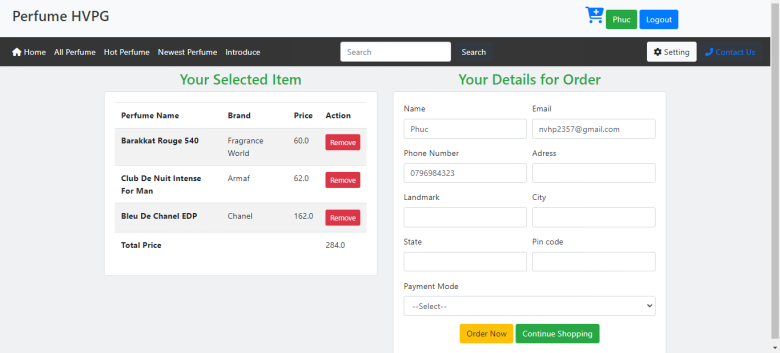 Perfume HVPG
Phuc Logout
Home All Perfume Hot Perfume Newest Perfume Introduce Search Search Setting Contact Us
Your Selected Item
Perfume Name Brand Price Action
Barakkat Rouge 540 Fragrance World 60.0 Remove
Club De Nuit Intense For Man Armaf 62.0 Remove
Bleu De Chanel EDP Chanel 162.0 Remove
Total Price 284.0
Your Details for Order
Name Email
Phuc nvhp2357@gmail.com
Phone Number Adress
0796984323
Landmark City
State Pin code
Payment Mode
--Select--
Order Now Continue Shopping